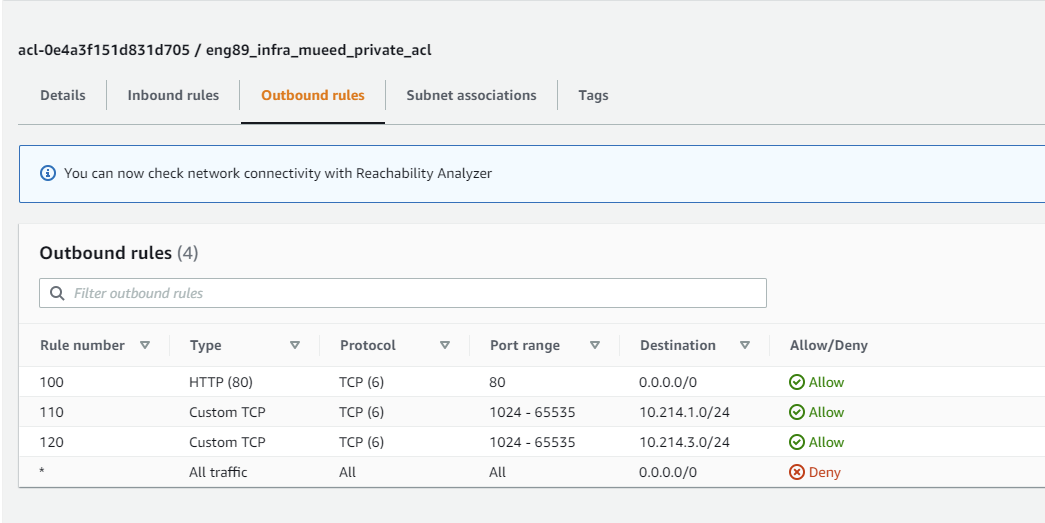 acl-0e4a3f151d831d705 / eng89_infra_mueed_private_acl
Details Inbound rules Outbound rules Subnet associations Tags
You can now check network connectivity with Reachability Analyzer
Outbound rules (4)
Filter outbound rules
Rule number Type Protocol Port range Destination Allow/Deny
100 HTTP (80) TCP (6) 80 0.0.0.0/0 Allow
110 Custom TCP TCP (6) 1024 - 65535 10.214.1.0/24 Allow
120 Custom TCP TCP (6) 1024 - 65535 10.214.3.0/24 Allow
* All traffic All All 0.0.0.0/0 Deny